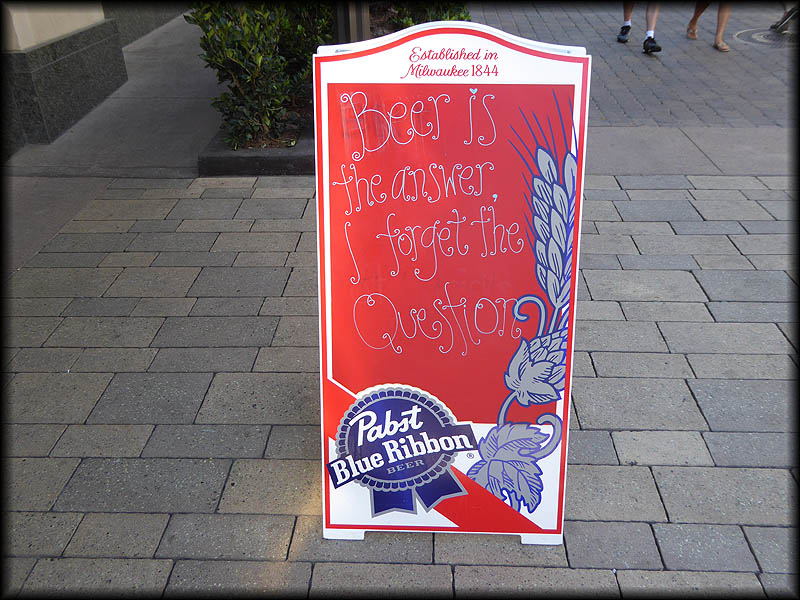 Established in
Milwaukee 1844
Beer is
the answer,
I forget the
Question
Pabst
Blue Ribbon®
BEER